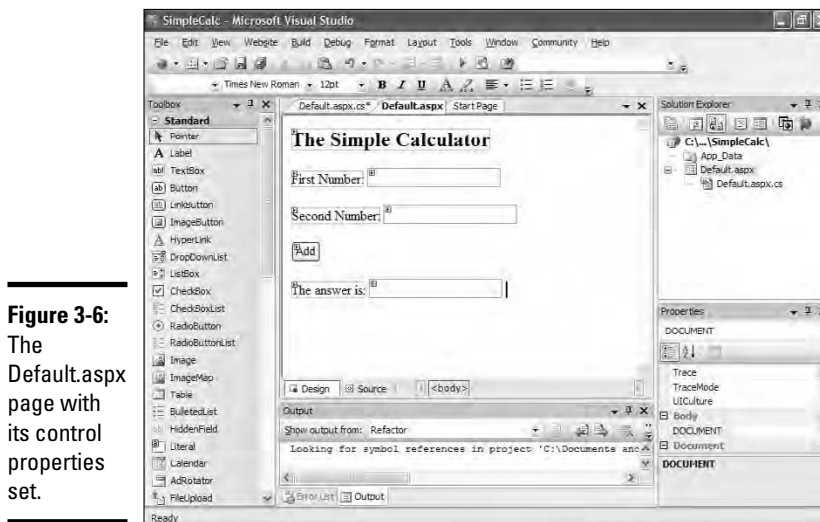 SimpleCalc - Microsoft Visual Studio
File Edit View Website Build Debug Format Layout Tools Window Community Help
Times New Roman 12pt B I U A
Toolbox
Default.aspx.cs* Default.aspx Start Page
Solution Explorer
Standard
Pointer
A Label
abl TextBox
ab Button
LinkButton
ImageButton
A HyperLink
DropDownList
ListBox
CheckBox
CheckBoxList
RadioButton
RadioButtonList
Image
ImageMap
Table
BulletedList
HiddenField
Literal
Calendar
AdRotator
FileUpload
The Simple Calculator
First Number:
Second Number:
Add
The answer is:
Design Source <body>
Output
Show output from: Refactor
Looking for symbol references in project 'C:\Documents and
Error List Output
C:\...\SimpleCalc\
App_Data
Default.aspx
Default.aspx.cs
Properties
DOCUMENT
Trace
TraceMode
UICulture
Body
DOCUMENT
Document
DOCUMENT
Ready
Figure 3-6:
The
Default.aspx
page with
its control
properties
set.